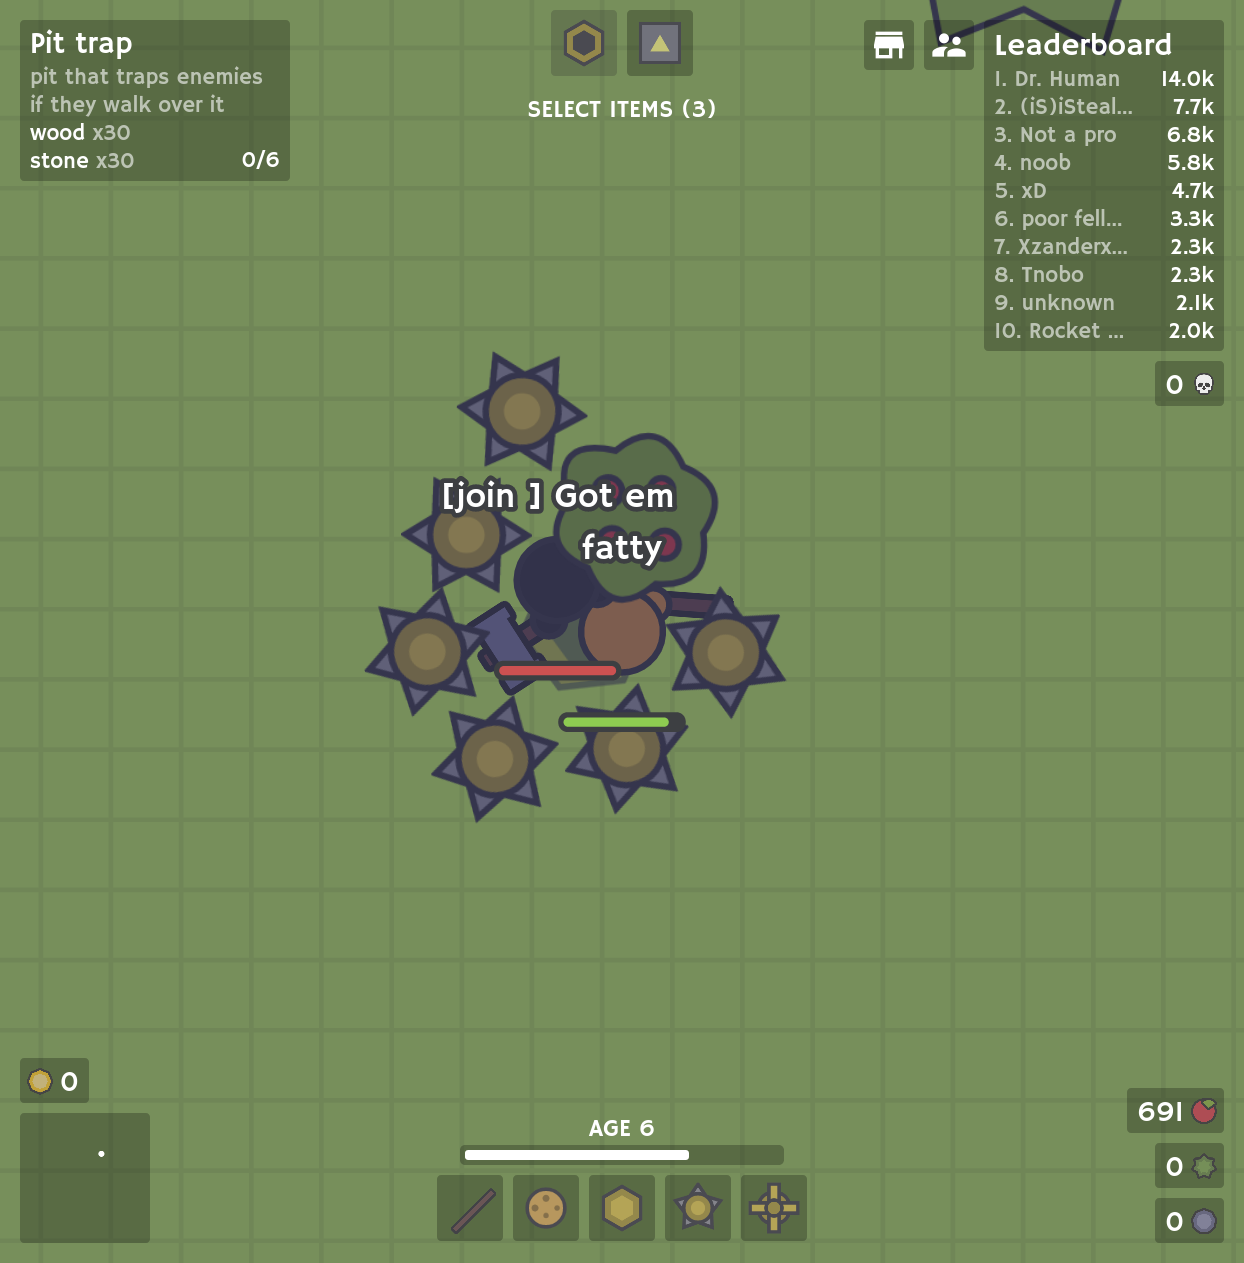 Pit trap
pit that traps enemies
if they walk over it
wood x30
stone x30 0/6
SELECT ITEMS (3)
Leaderboard
1. Dr. Human 14.0k
2. (iS)iSteal... 7.7k
3. Not a pro 6.8k
4. noob 5.8k
5. xD 4.7k
6. poor fell... 3.3k
7. Xzanderx... 2.3k
8. Tnobo 2.3k
9. unknown 2.1k
10. Rocket ... 2.0k
0
[join ] Got em
fatty
0
AGE 6
691
0
0